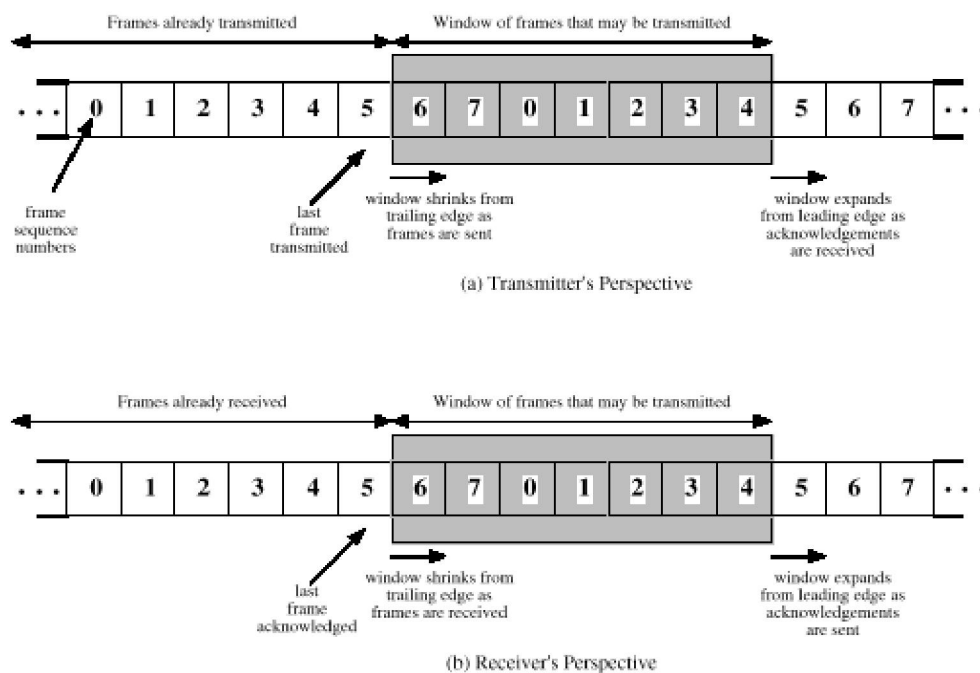 Frames already transmitted
Window of frames that may be transmitted
. . . 0 1 2 3 4 5 6 7 0 1 2 3 4 5 6 7 . .
frame
sequence
numbers
last
frame
transmitted
window shrinks from
trailing edge as
frames are sent
window expands
from leading edge as
acknowledgements
are received
(a) Transmitter's Perspective
Frames already received
Window of frames that may be transmitted
. . . 0 1 2 3 4 5 6 7 0 1 2 3 4 5 6 7 . .
last
frame
acknowledged
window shrinks from
trailing edge as
frames are received
window expands
from leading edge as
acknowledgements
are sent
(b) Receiver's Perspective